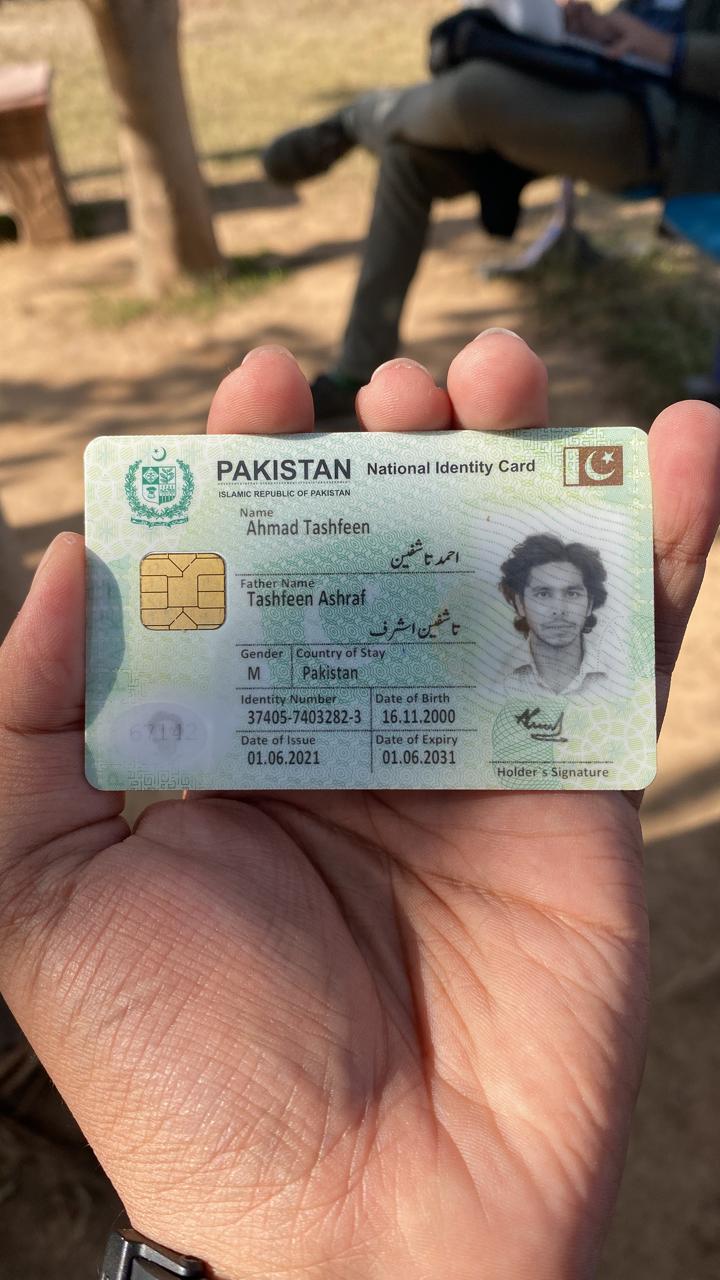 PAKISTAN National Identity Card
ISLAMIC REPUBLIC OF PAKISTAN
Name
Ahmad Tashfeen
احمد تاشفین
Father Name
Tashfeen Ashraf
تاشفین اشرف
Gender Country of Stay
M Pakistan
Identity Number Date of Birth
37405-7403282-3 16.11.2000
Date of Issue Date of Expiry
01.06.2021 01.06.2031
Holder's Signature